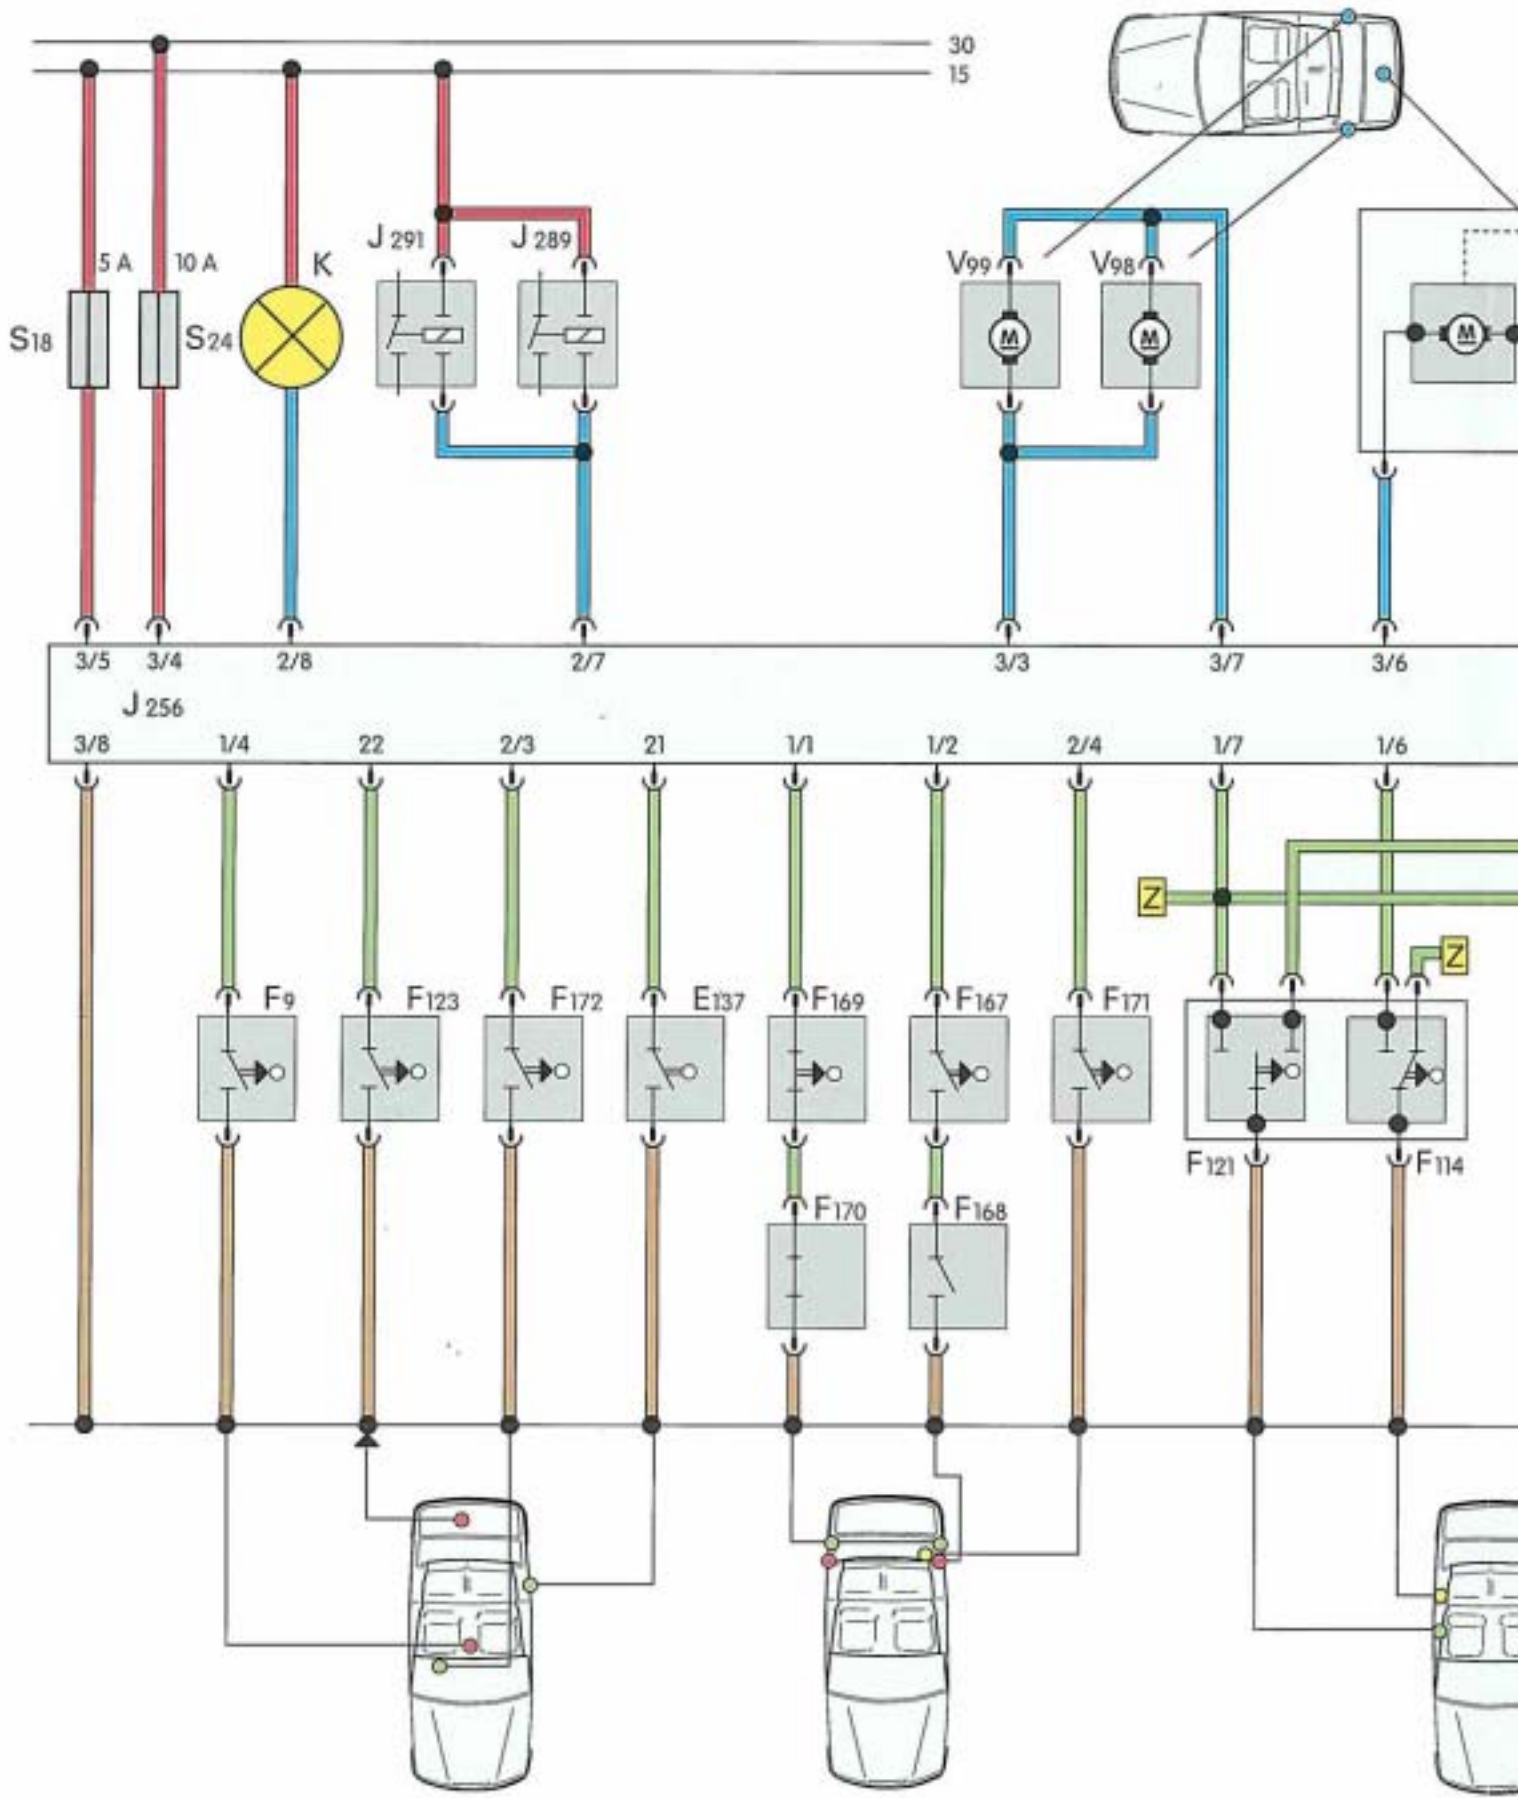 30
15
J 291 J 289
5 A 10 A K V99 V98
S18 S24 M M M
3/5 3/4 2/8 2/7 3/3 3/7 3/6
J 256
3/8 1/4 22 2/3 21 1/1 1/2 2/4 1/7 1/6
Z
Z
F9 F123 F172 E137 F169 F167 F171
F121 F114
F170 F168